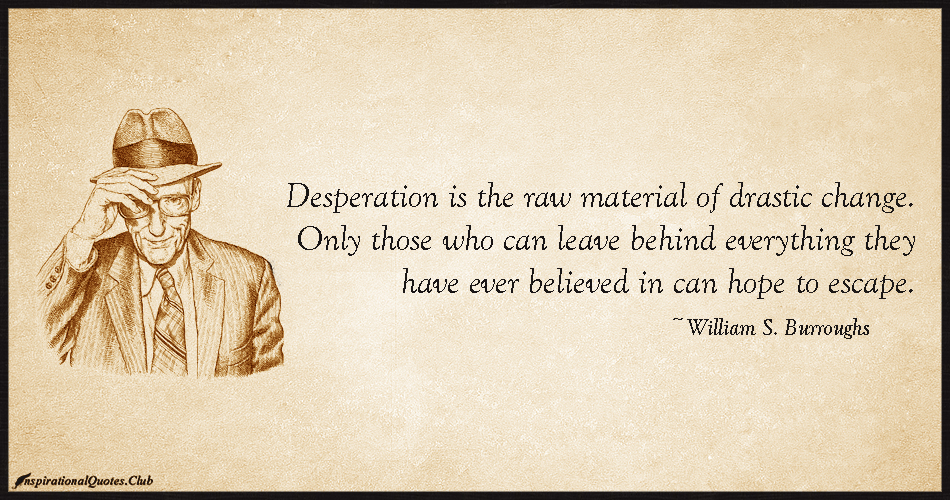 Desperation is the raw material of drastic change.
Only those who can leave behind everything they
have ever believed in can hope to escape.
~William S. Burroughs
InspirationalQuotes.Club